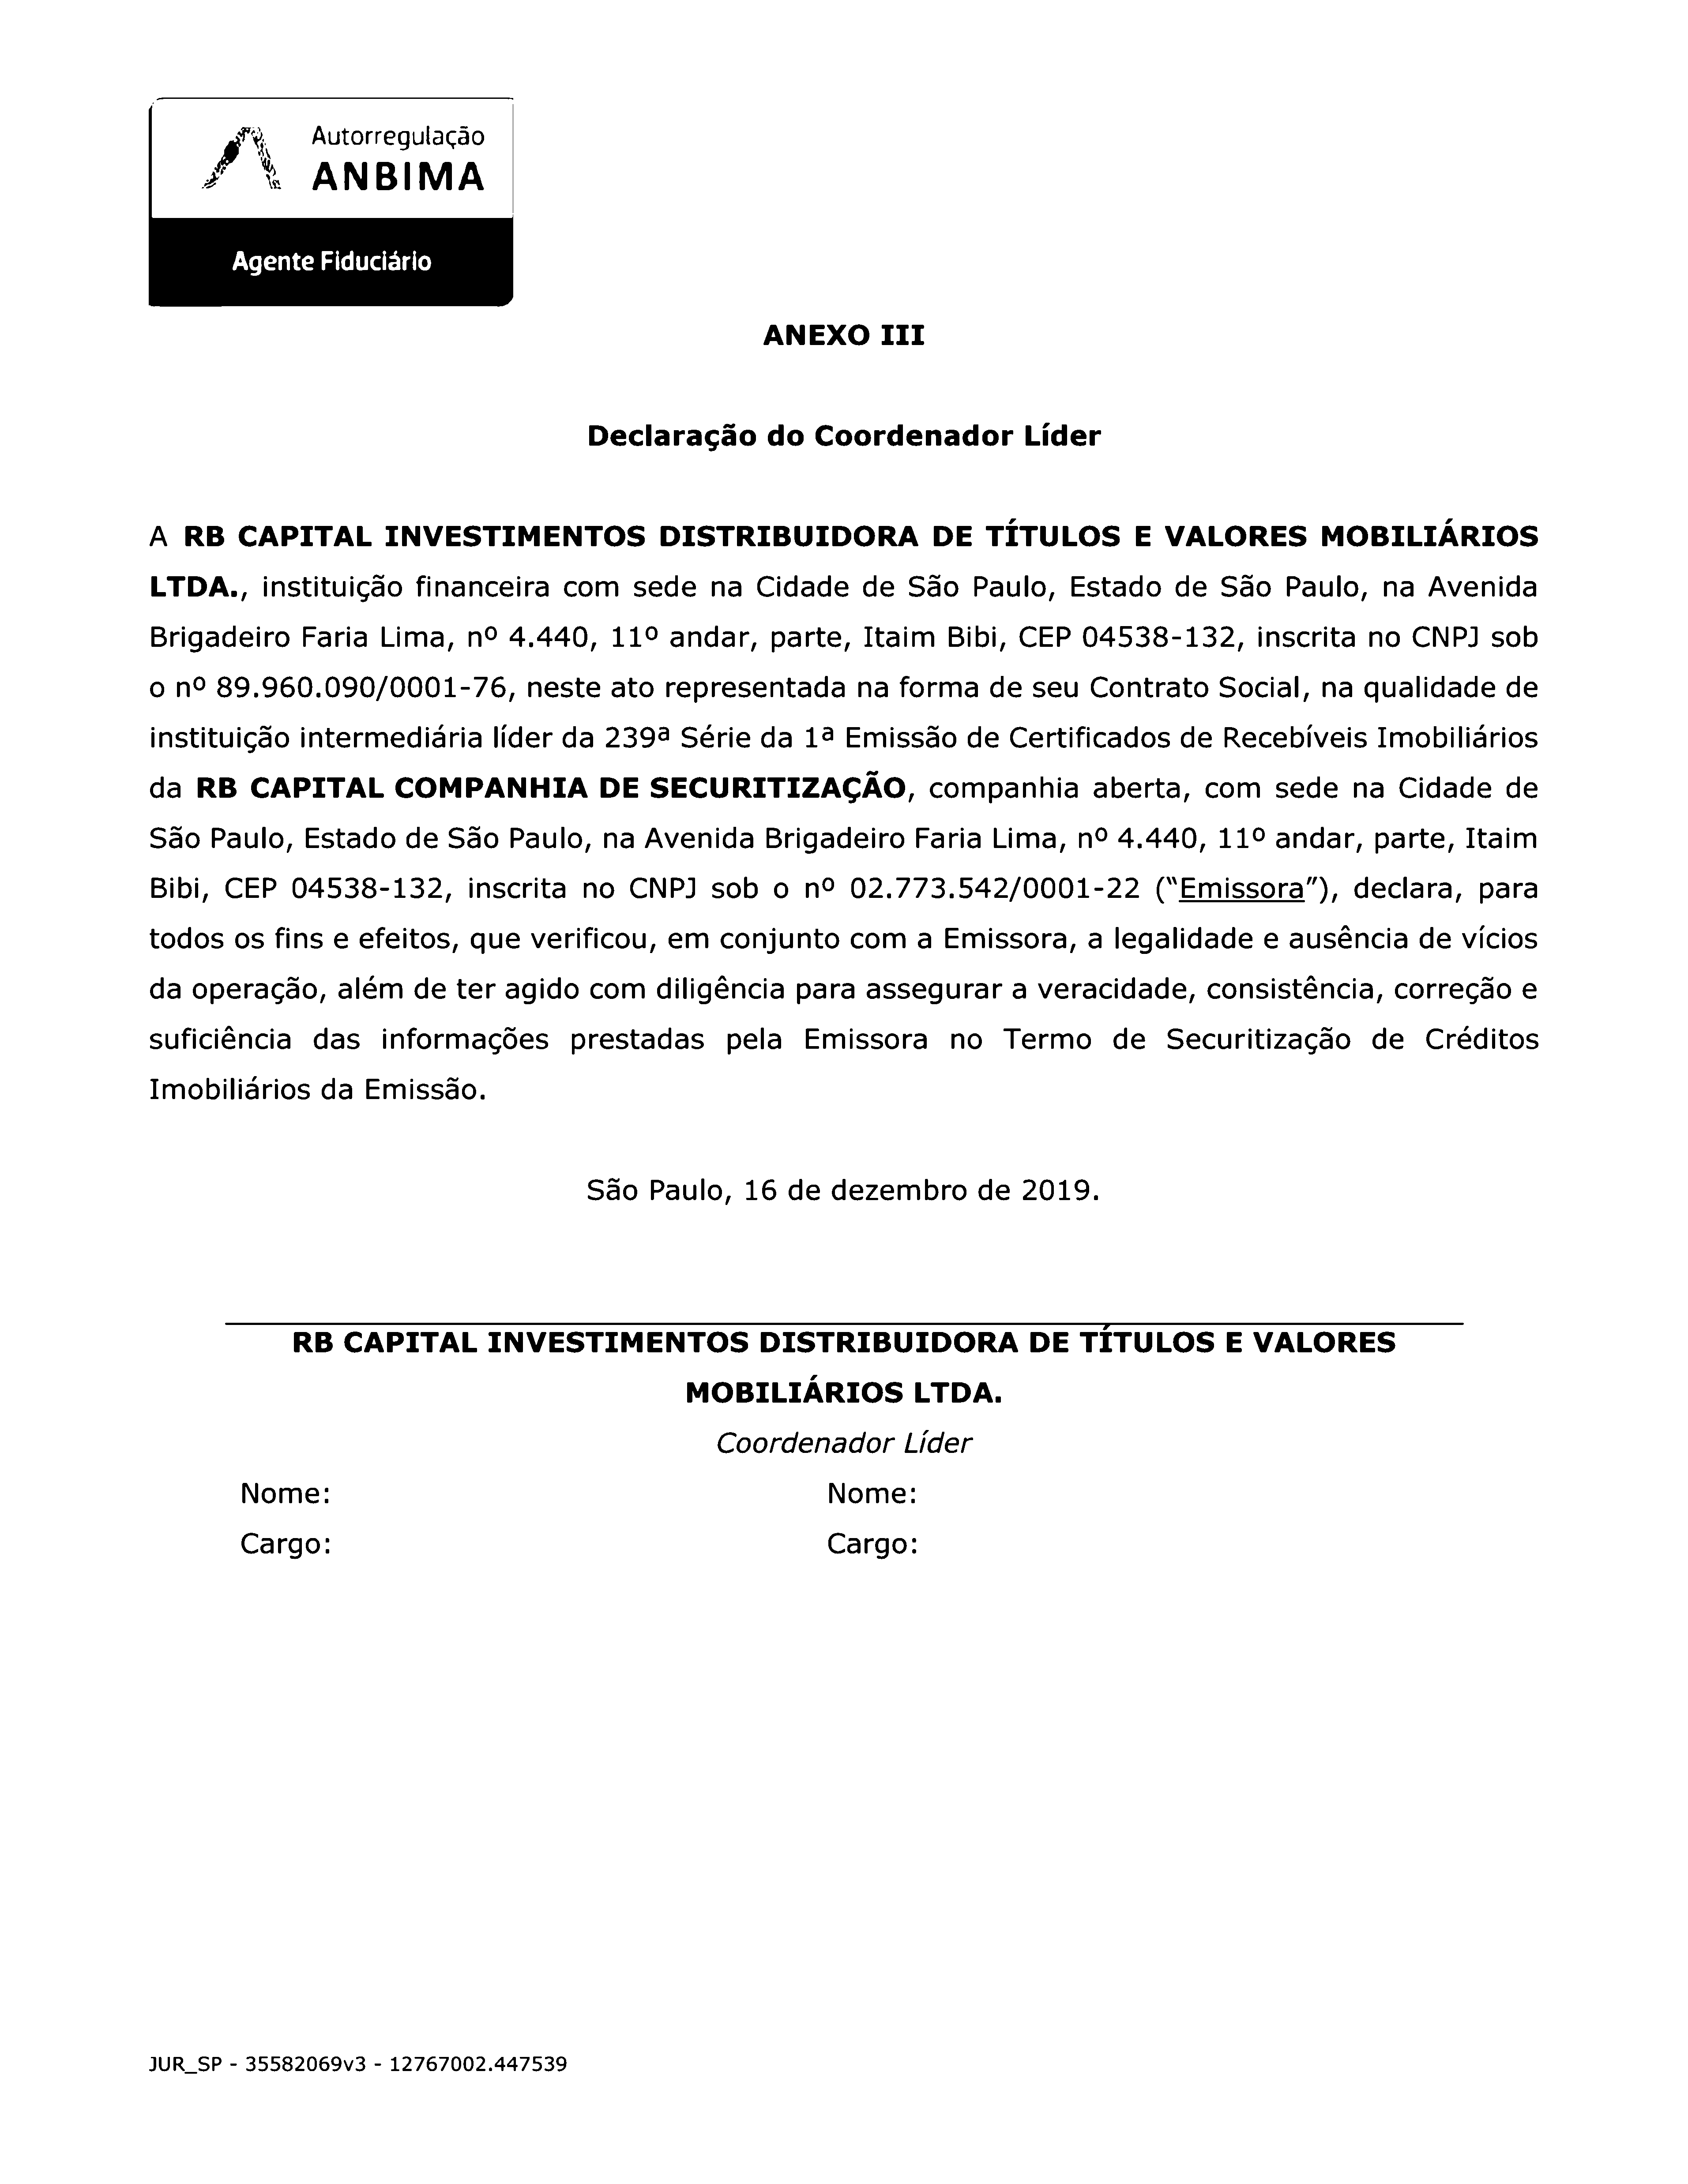 Autorregulação
ANBIMA
Agente Fiduciário
ANEXO III
Declaração do Coordenador Líder
A RB CAPITAL INVESTIMENTOS DISTRIBUIDORA DE TÍTULOS E VALORES MOBILIÁRIOS
LTDA., instituição financeira com sede na Cidade de São Paulo, Estado de São Paulo, na Avenida
Brigadeiro Faria Lima, nº 4.440, 11º andar, parte, Itaim Bibi, CEP 04538-132, inscrita no CNPJ sob
o nº 89.960.090/0001-76, neste ato representada na forma de seu Contrato Social, na qualidade de
instituição intermediária líder da 239ª Série da 1ª Emissão de Certificados de Recebíveis Imobiliários
da RB CAPITAL COMPANHIA DE SECURITIZAÇÃO, companhia aberta, com sede na Cidade de
São Paulo, Estado de São Paulo, na Avenida Brigadeiro Faria Lima, nº 4.440, 11º andar, parte, Itaim
Bibi, CEP 04538-132, inscrita no CNPJ sob o nº 02.773.542/0001-22 (“Emissora”), declara, para
todos os fins e efeitos, que verificou, em conjunto com a Emissora, a legalidade e ausência de vícios
da operação, além de ter agido com diligência para assegurar a veracidade, consistência, correção e
suficiência das informações prestadas pela Emissora no Termo de Securitização de Créditos
Imobiliários da Emissão.
São Paulo, 16 de dezembro de 2019.
RB CAPITAL INVESTIMENTOS DISTRIBUIDORA DE TÍTULOS E VALORES
MOBILIÁRIOS LTDA.
Coordenador Líder
Nome: Nome:
Cargo: Cargo:
JUR_SP - 35582069v3 - 12767002.447539